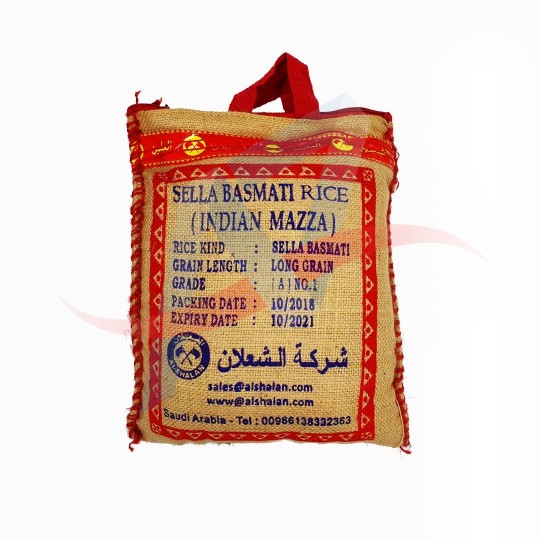 SELLA BASMATI RICE
(INDIAN MAZZA)
RICE KIND : SELLA BASMATI
GRAIN LENGTH : LONG GRAIN
GRADE : (A) NO.1
PACKING DATE : 10/2018
EXPIRY DATE : 10/2021
ALSHALAN
شركة الشعلان
sales@alshalan.com
www@alshalan.com
Saudi Arabia - Tel : 00966138332363